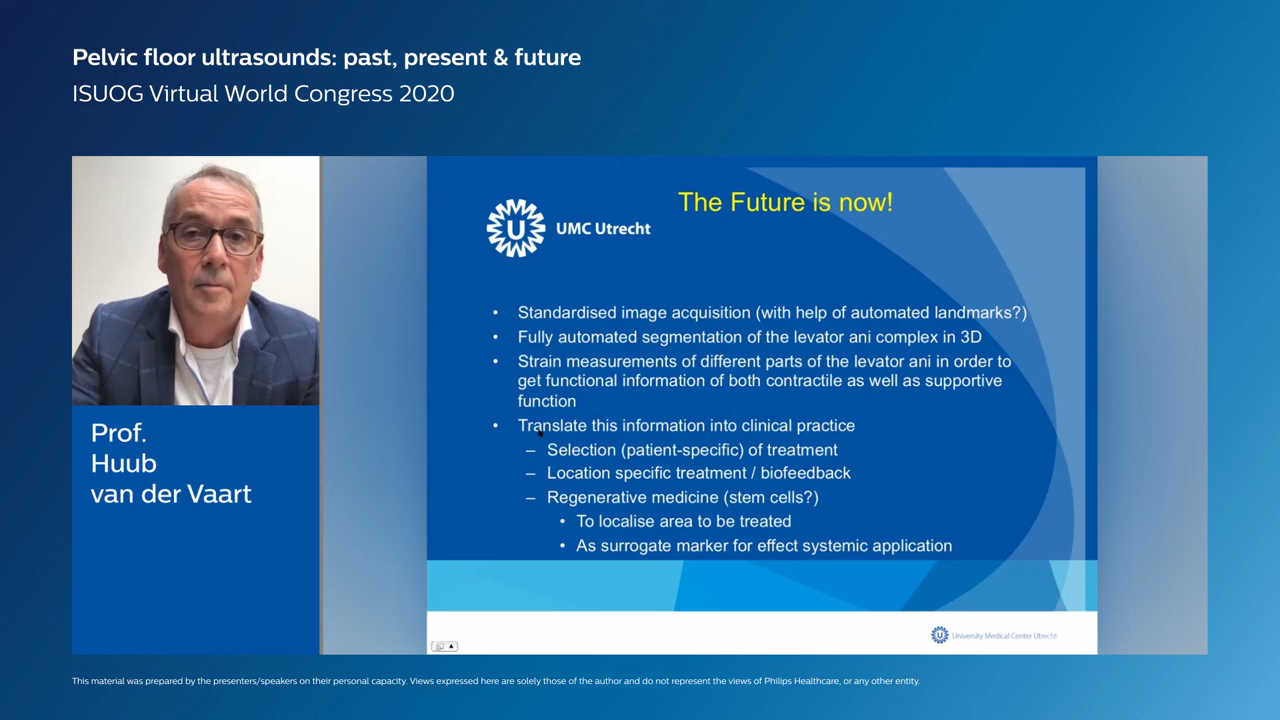 Pelvic floor ultrasounds: past, present & future
ISUOG Virtual World Congress 2020
Prof.
Huub
van der Vaart
U
UMC Utrecht
The Future is now!
• Standardised image acquisition (with help of automated landmarks?)
• Fully automated segmentation of the levator ani complex in 3D
• Strain measurements of different parts of the levator ani in order to
get functional information of both contractile as well as supportive
function
• Translate this information into clinical practice
– Selection (patient-specific) of treatment
– Location specific treatment / biofeedback
– Regenerative medicine (stem cells?)
• To localise area to be treated
• As surrogate marker for effect systemic application
U
University Medical Center Utrecht
This material was prepared by the presenters/speakers on their personal capacity. Views expressed here are solely those of the author and do not represent the views of Philips Healthcare, or any other entity.